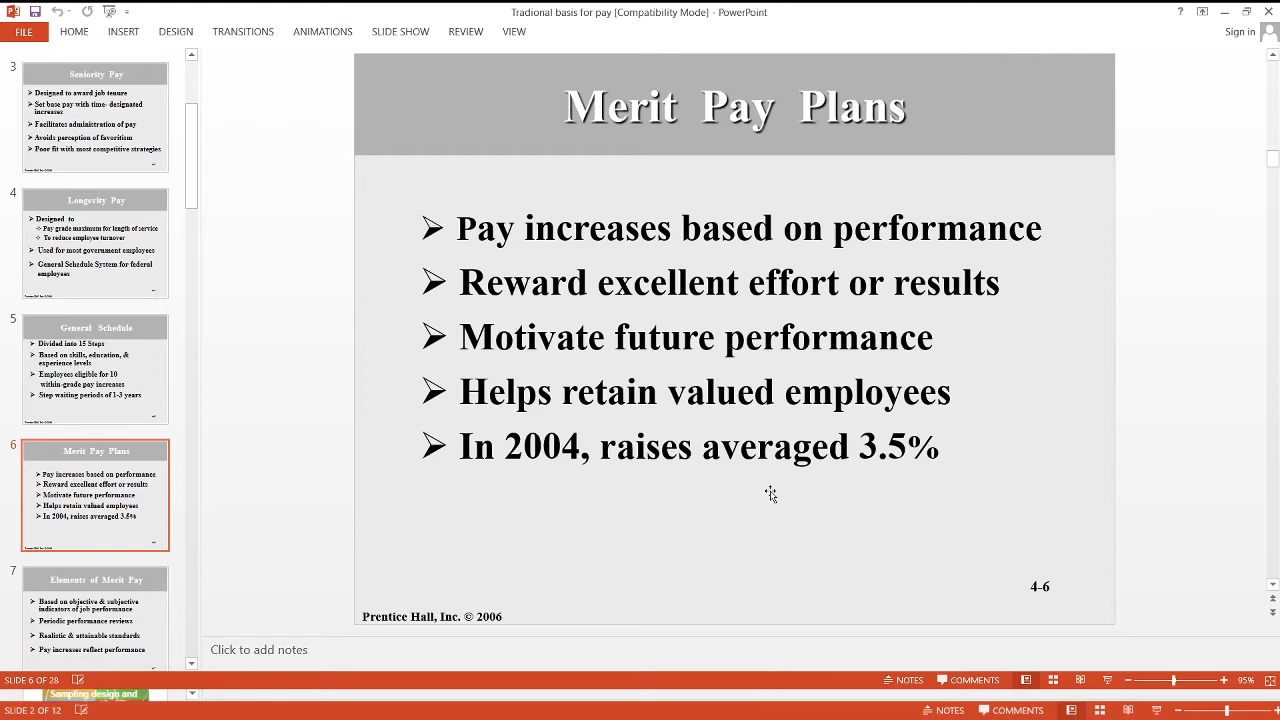 Tradional basis for pay [Compatibility Mode] - PowerPoint
FILE HOME INSERT DESIGN TRANSITIONS ANIMATIONS SLIDE SHOW REVIEW VIEW Sign in
3
Seniority Pay
Designed to award job tenure
Set base pay with time- designated
increases
Facilitates administration of pay
Avoids perception of favoritism
Poor fit with most competitive strategies
4
Longevity Pay
Designed to
Pay grade maximum for length of service
To reduce employee turnover
Used for most government employees
General Schedule System for federal
employees
5
General Schedule
Divided into 15 Steps
Based on skills, education, &
experience levels
Employees eligible for 10
within-grade pay increases
Step waiting periods of 1-3 years
6
Merit Pay Plans
Pay increases based on performance
Reward excellent effort or results
Motivate future performance
Helps retain valued employees
In 2004, raises averaged 3.5%
7
Elements of Merit Pay
Based on objective & subjective
indicators of job performance
Periodic performance reviews
Realistic & attainable standards
Pay increases reflect performance
Merit Pay Plans
Pay increases based on performance
Reward excellent effort or results
Motivate future performance
Helps retain valued employees
In 2004, raises averaged 3.5%
4-6
Prentice Hall, Inc. © 2006
Click to add notes
SLIDE 6 OF 28 NOTES COMMENTS 95%
Sampling design and
SLIDE 2 OF 12 NOTES COMMENTS